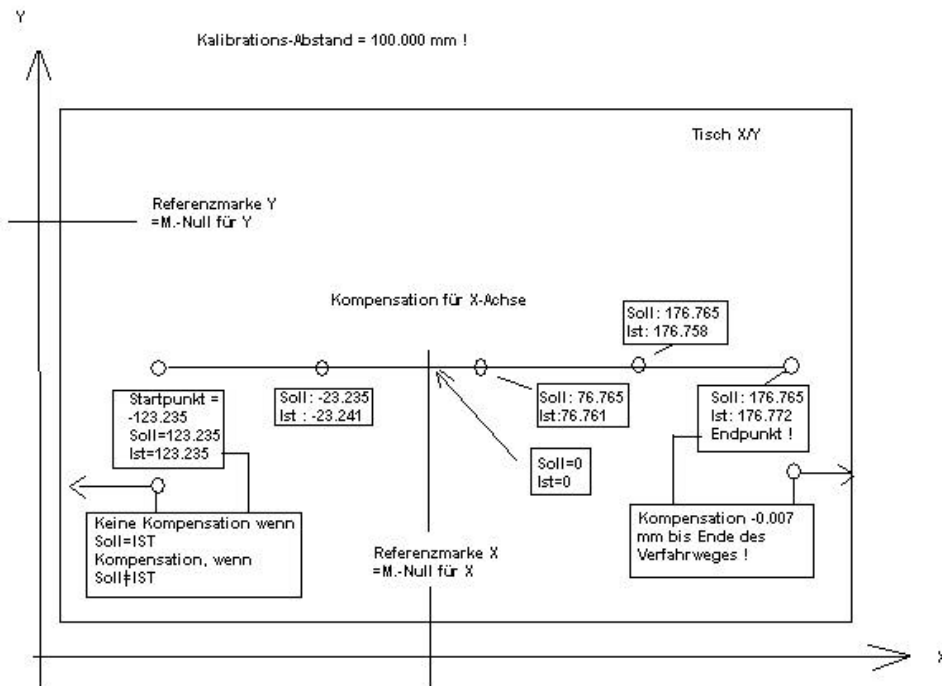 Y
Kalibrations-Abstand = 100.000 mm !
Tisch X/Y
Referenzmarke Y
=M.-Null für Y
Kompensation für X-Achse
Soll: 176.765
Ist: 176.758
Startpunkt =
-123.235
Soll=123.235
Ist=123.235
Soll: -23.235
Ist : -23.241
Soll: 76.765
Ist:76.761
Soll: 176.765
Ist: 176.772
Endpunkt !
Soll=0
Ist=0
Keine Kompensation wenn
Soll=IST
Kompensation, wenn
Soll╪IST
Referenzmarke X
=M.-Null für X
Kompensation -0.007
mm bis Ende des
Verfahrweges !
X